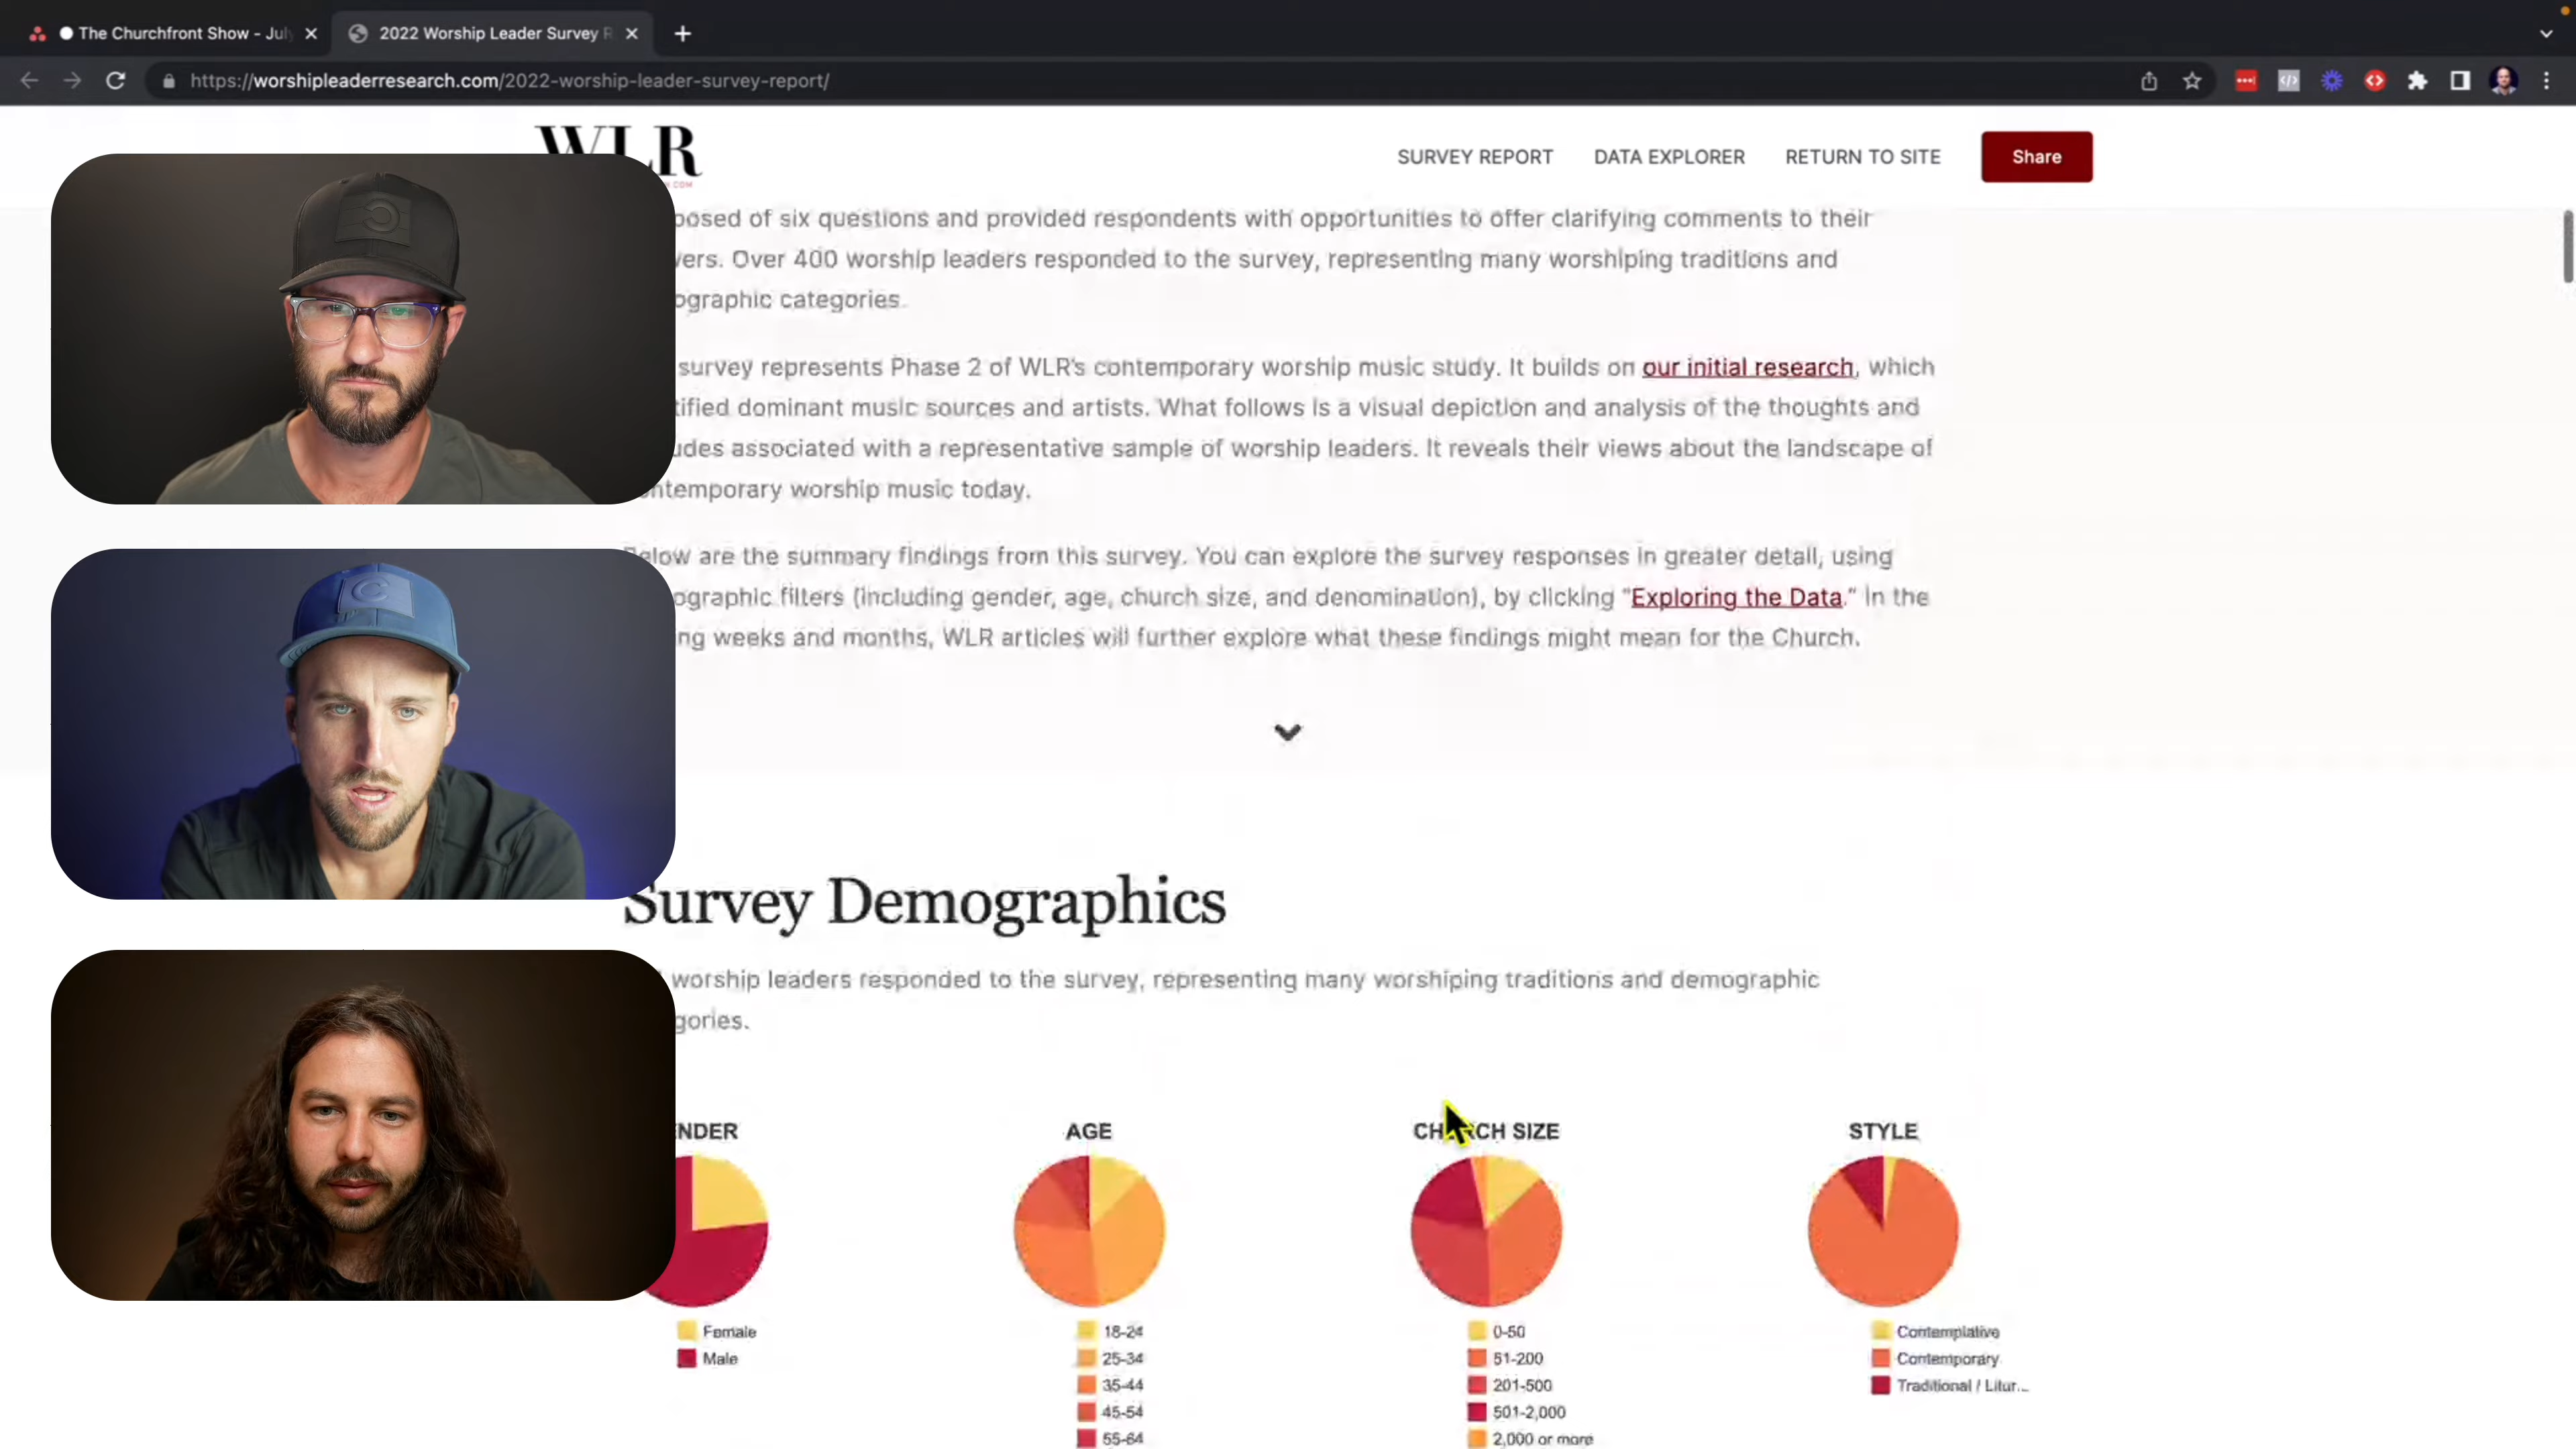 The Churchfront Show - July
2022 Worship Leader Survey R
https://worshipleaderresearch.com/2022-worship-leader-survey-report/
WLR
.COM
SURVEY REPORT
DATA EXPLORER
RETURN TO SITE
Share
posed of six questions and provided respondents with opportunities to offer clarifying comments to their
vers. Over 400 worship leaders responded to the survey, representing many worshiping traditions and
ographic categories.
survey represents Phase 2 of WLR's contemporary worship music study. It builds on our initial research, which
tified dominant music sources and artists. What follows is a visual depiction and analysis of the thoughts and
udes associated with a representative sample of worship leaders. It reveals their views about the landscape of
ntemporary worship music today.
elow are the summary findings from this survey. You can explore the survey responses in greater detail, using
ographic filters (including gender, age, church size, and denomination), by clicking "Exploring the Data." In the
ng weeks and months, WLR articles will further explore what these findings might mean for the Church.
Survey Demographics
worship leaders responded to the survey, representing many worshiping traditions and demographic
gories.
NDER
AGE
CHURCH SIZE
STYLE
Female
Male
18-24
25-34
35-44
45-54
55-64
0-50
51-200
201-500
501-2,000
2,000 or more
Contemplative
Contemporary
Traditional / Litur...